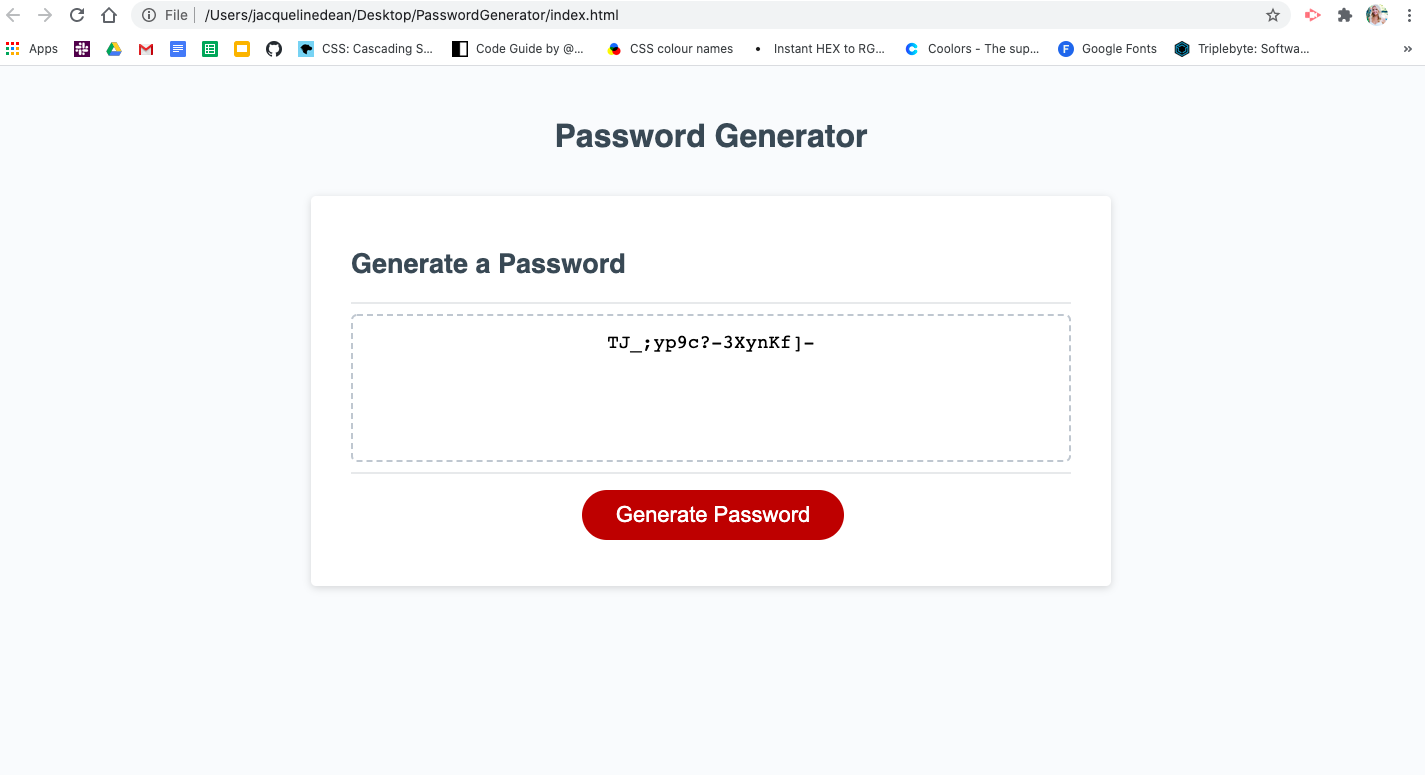 File /Users/jacquelinedean/Desktop/PasswordGenerator/index.html
Apps CSS: Cascading S... Code Guide by @... CSS colour names Instant HEX to RG... Coolors - The sup... F Google Fonts Triplebyte: Softwa... »
Password Generator
Generate a Password
TJ_;yp9c?-3XynKf]-
Generate Password